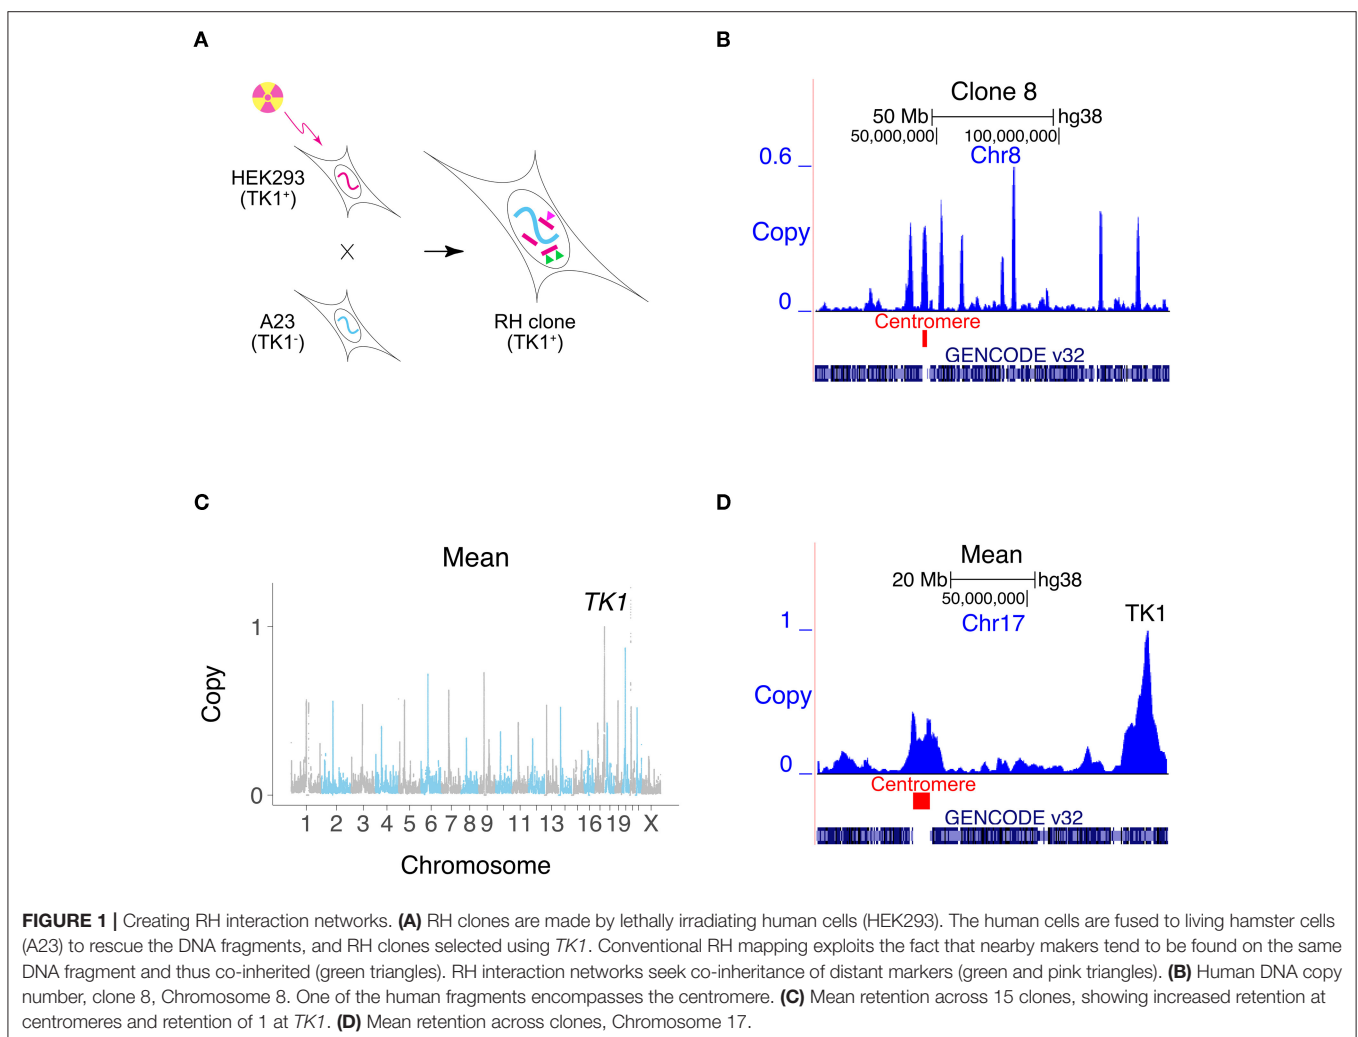 A
HEK293
(TK1+)
X
A23
(TK1-)
RH clone
(TK1+)
B
Clone 8
50 Mb hg38
50,000,000 100,000,000
Chr8
0.6
Copy
0
Centromere
GENCODE v32
C
Mean
TK1
1
Copy
0
1 2 3 4 5 6 7 8 9 11 13 16 19 X
Chromosome
D
Mean
20 Mb hg38
50,000,000
TK1
1
Chr17
Copy
0
Centromere
GENCODE v32
FIGURE 1 | Creating RH interaction networks. (A) RH clones are made by lethally irradiating human cells (HEK293). The human cells are fused to living hamster cells
(A23) to rescue the DNA fragments, and RH clones selected using TK1. Conventional RH mapping exploits the fact that nearby makers tend to be found on the same
DNA fragment and thus co-inherited (green triangles). RH interaction networks seek co-inheritance of distant markers (green and pink triangles). (B) Human DNA copy
number, clone 8, Chromosome 8. One of the human fragments encompasses the centromere. (C) Mean retention across 15 clones, showing increased retention at
centromeres and retention of 1 at TK1. (D) Mean retention across clones, Chromosome 17.